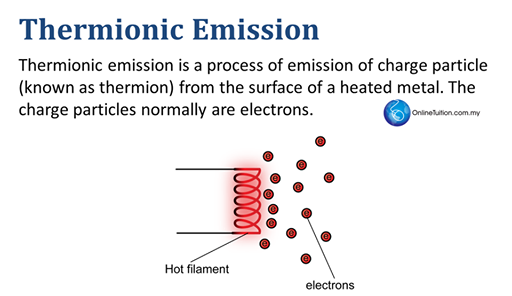 Thermionic Emission
Thermionic emission is a process of emission of charge particle
(known as thermion) from the surface of a heated metal. The
charge particles normally are electrons.
OnlineTuition.com.my
Hot filament
electrons